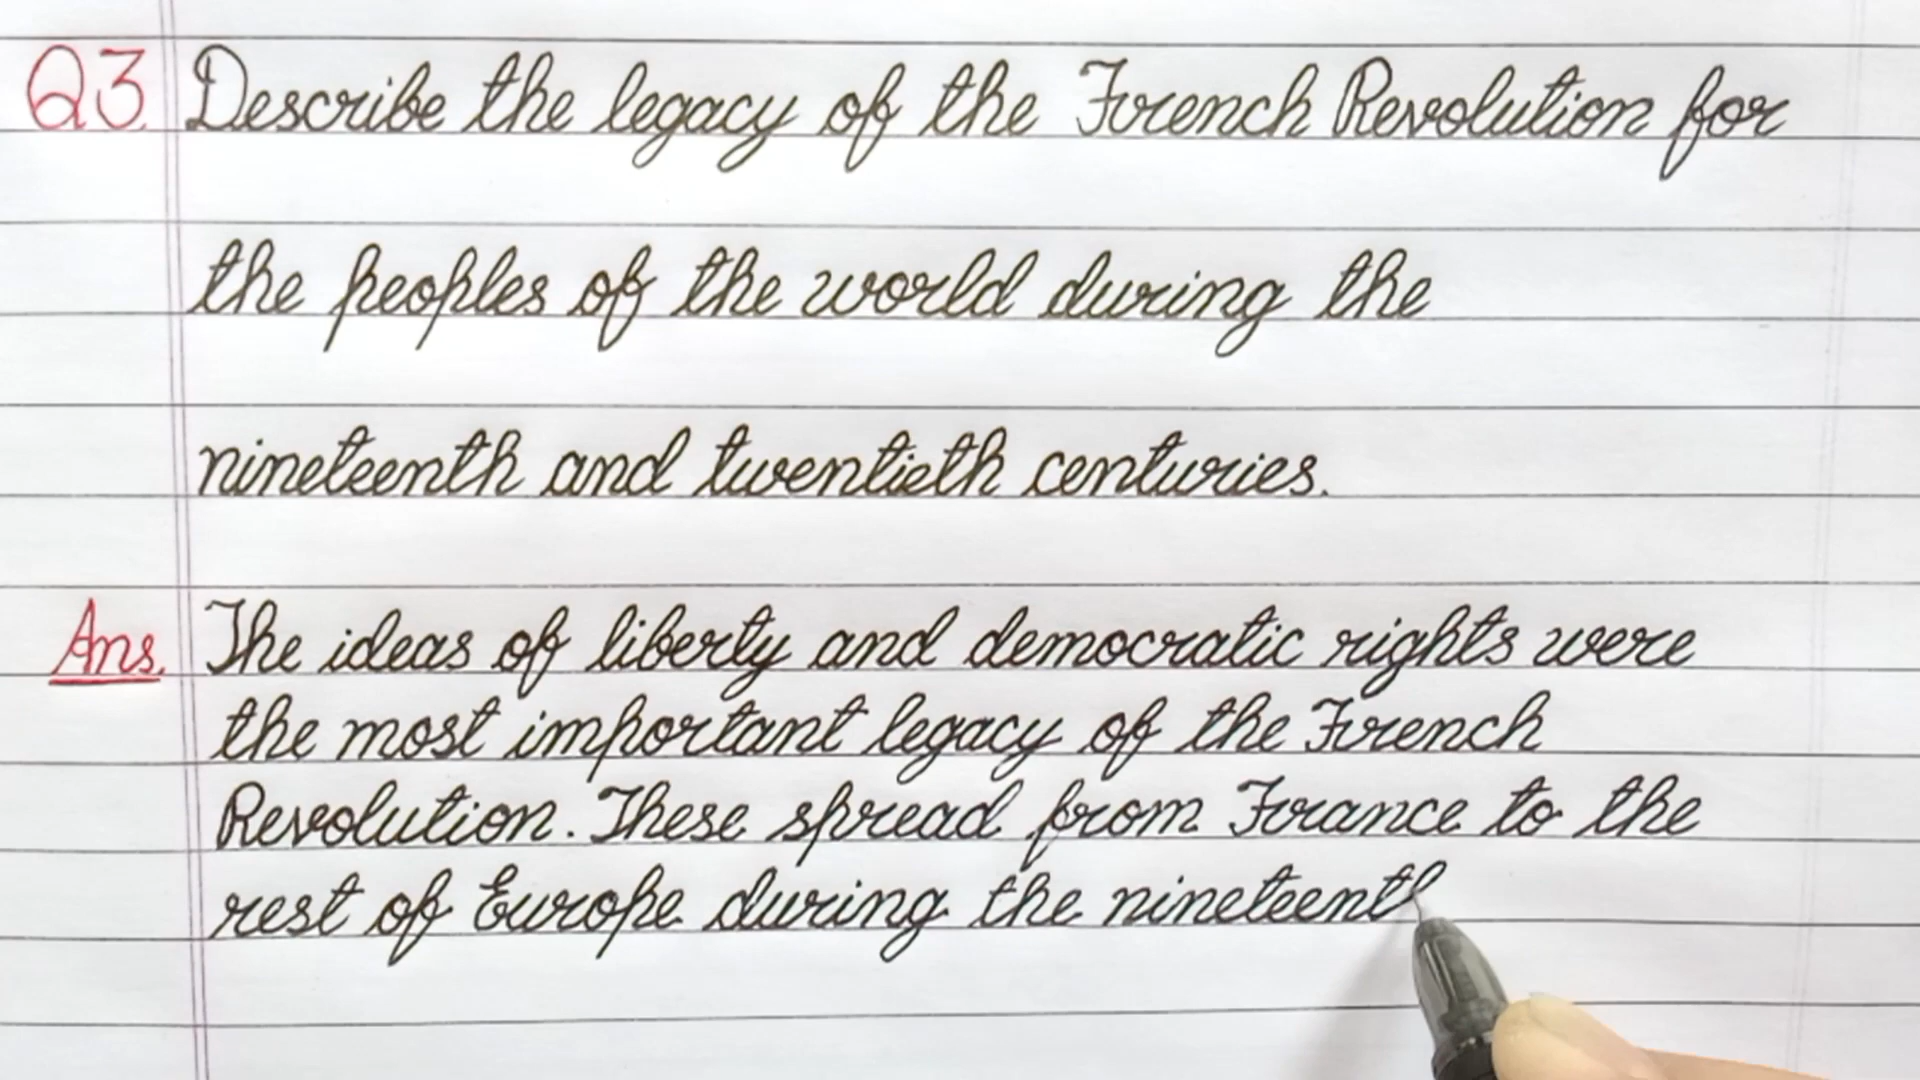 Q3. Describe the legacy of the French Revolution for
the peoples of the world during the
nineteenth and twentieth centuries.
Ans. The ideas of liberty and democratic rights were
the most important legacy of the French
Revolution. These spread from France to the
rest of Europe during the nineteenth